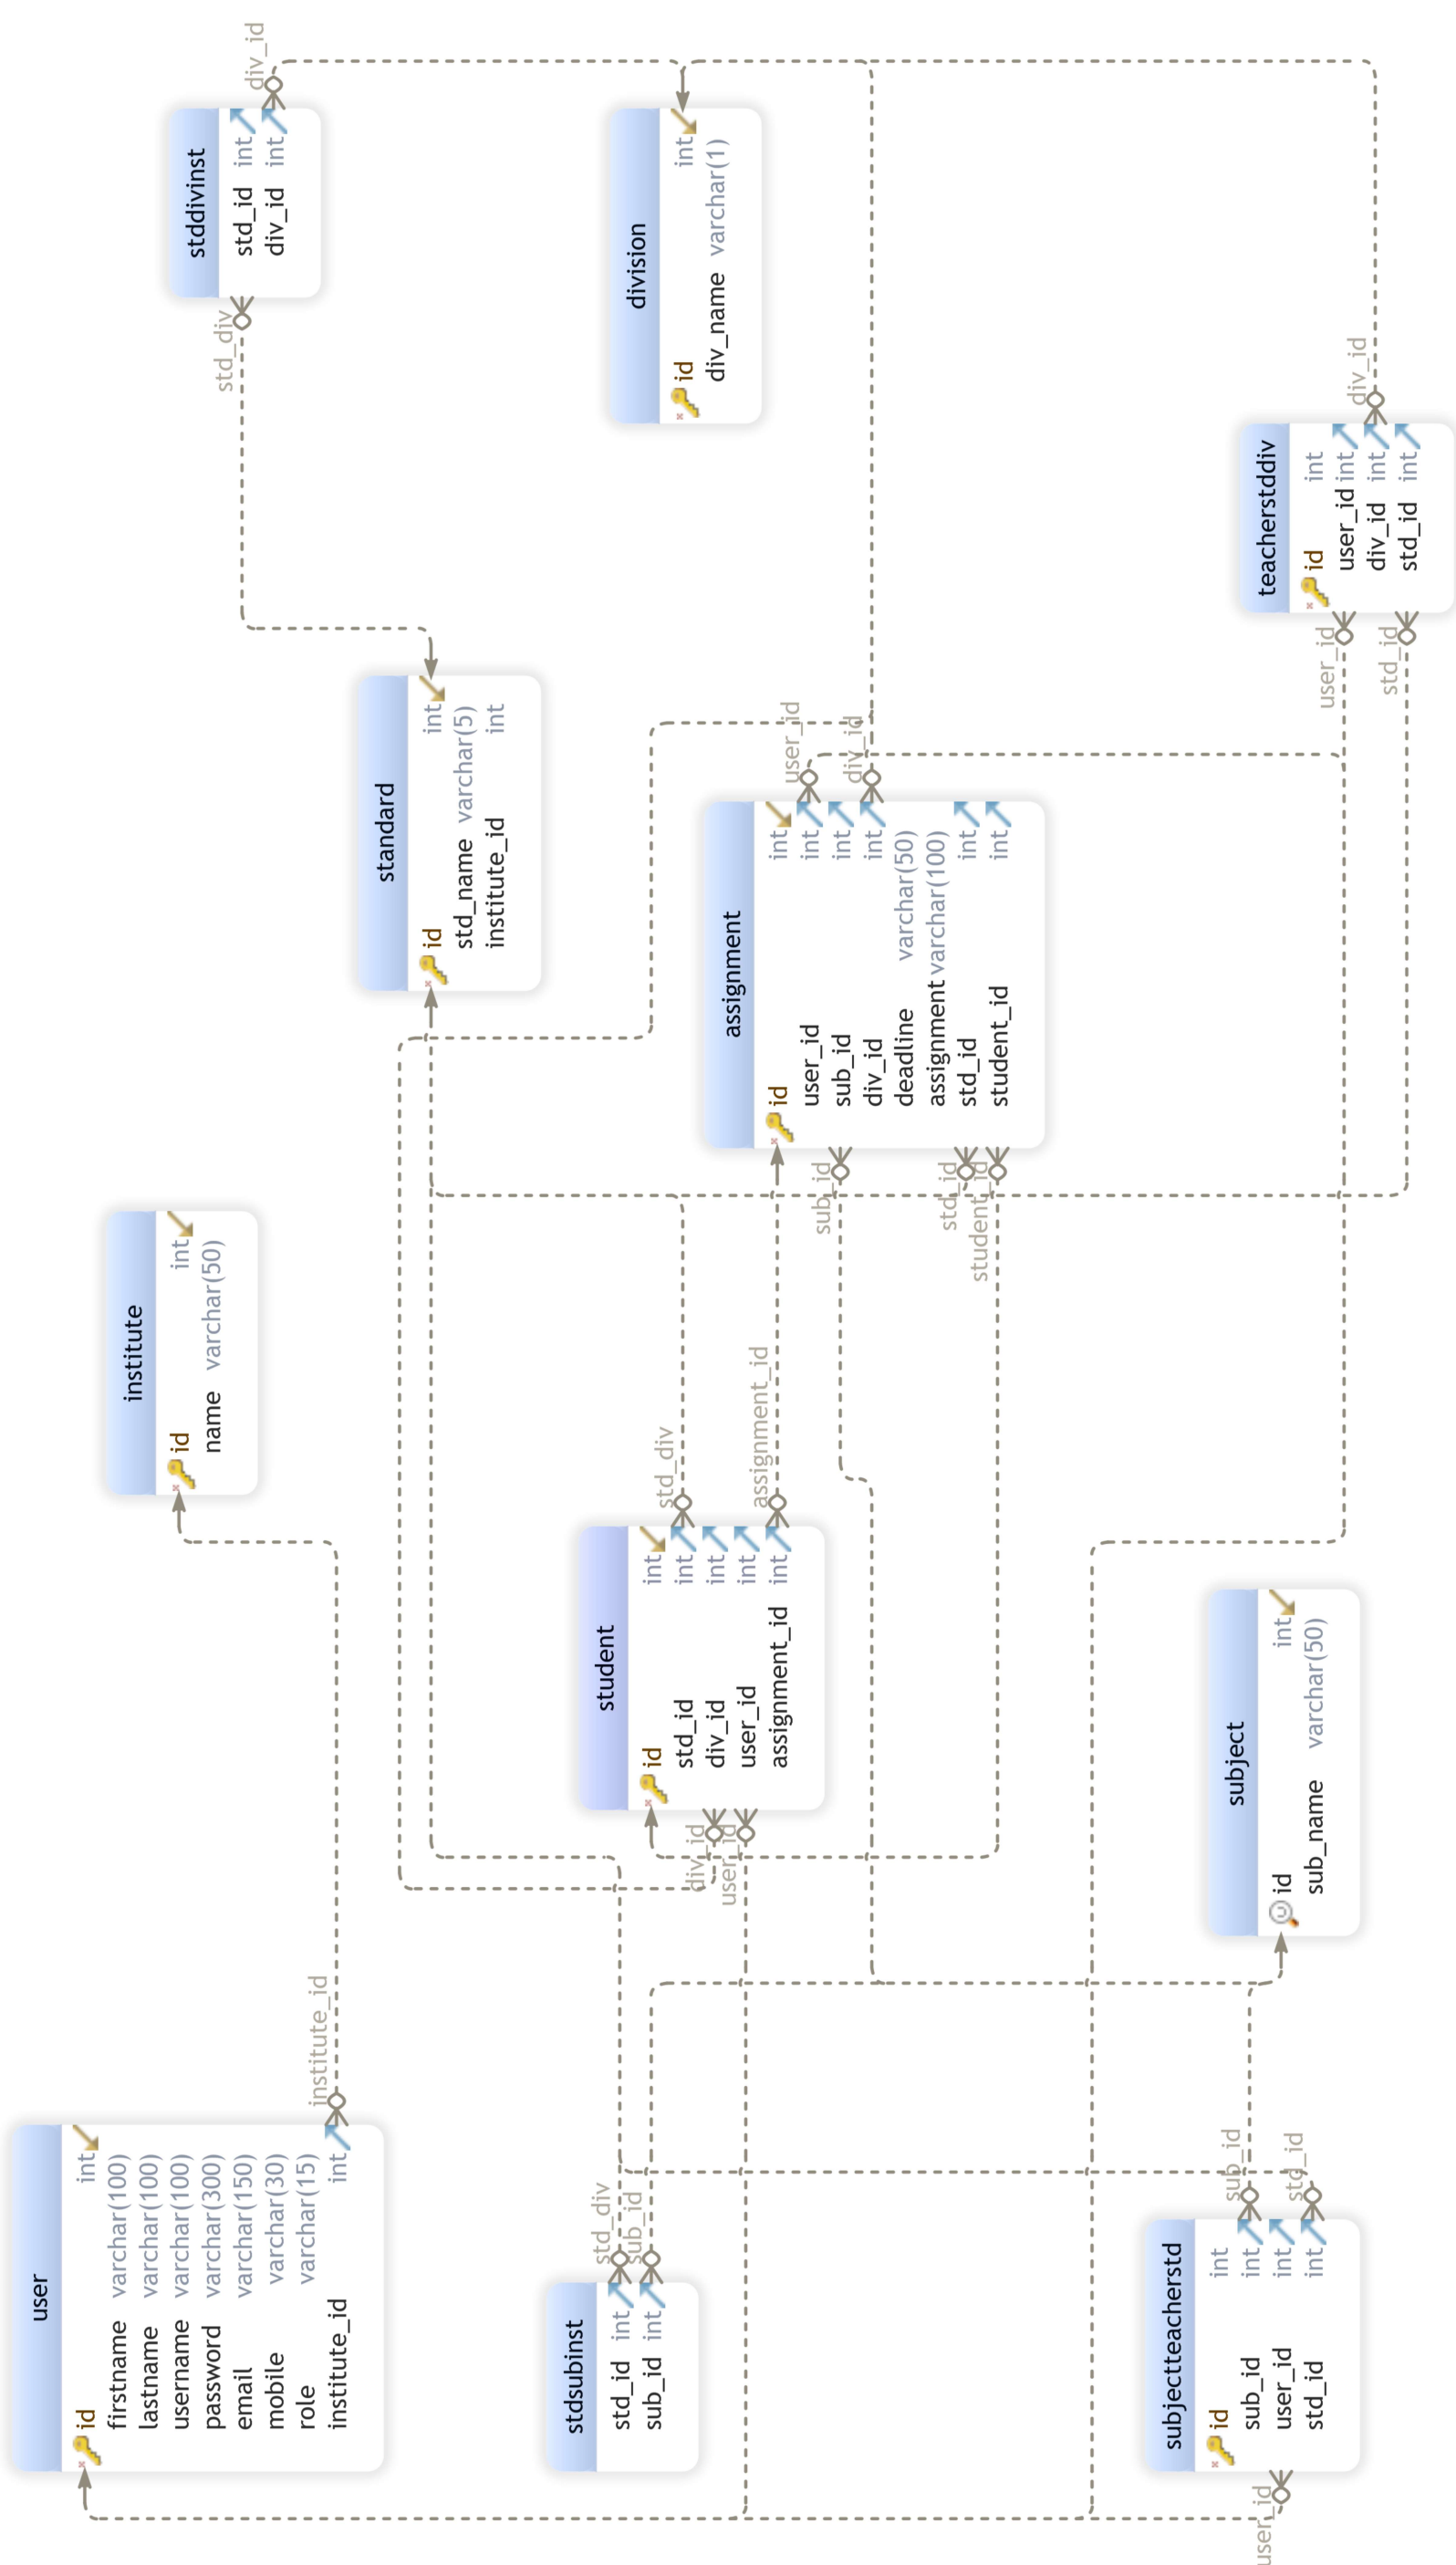 user
id int
firstname varchar(100)
lastname varchar(100)
username varchar(100)
password varchar(300)
email varchar(150)
mobile varchar(30)
role varchar(15)
institute_id int
institute_id
institute
id int
name varchar(50)
stddivinst
std_id int
div_id int
std_div
div_id
standard
id int
std_name varchar(5)
institute_id int
stdsubinst
std_id int
sub_id int
std_div
sub_id
student
id int
std_id int
div_id int
user_id int
assignment_id int
div_id
user_id
std_div
assignment_id
division
id int
div_name varchar(1)
assignment
id int
user_id int
sub_id int
div_id int
deadline varchar(50)
assignment varchar(100)
std_id int
student_id int
sub_id
std_id
student_id
user_id
div_id
subjectteacherstd
id int
sub_id int
user_id int
std_id int
user_id
sub_id
std_id
subject
id int
sub_name varchar(50)
teacherstddiv
id int
user_id int
div_id int
std_id int
user_id
std_id
div_id